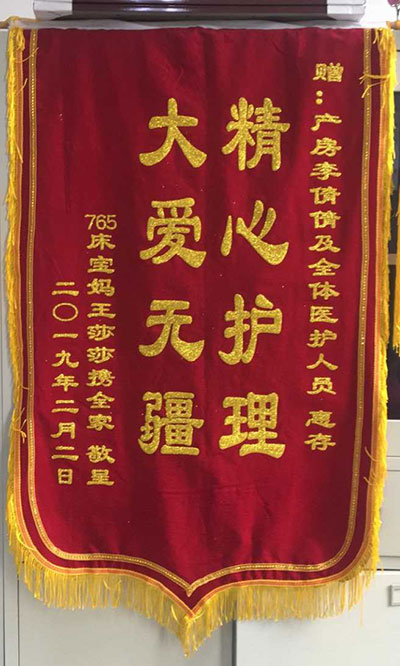 赠：产房李倩倩及全体医护人员 惠存
精心护理
大爱无疆
765床宝妈王莎莎携全家 敬呈
二〇一九年二月二日